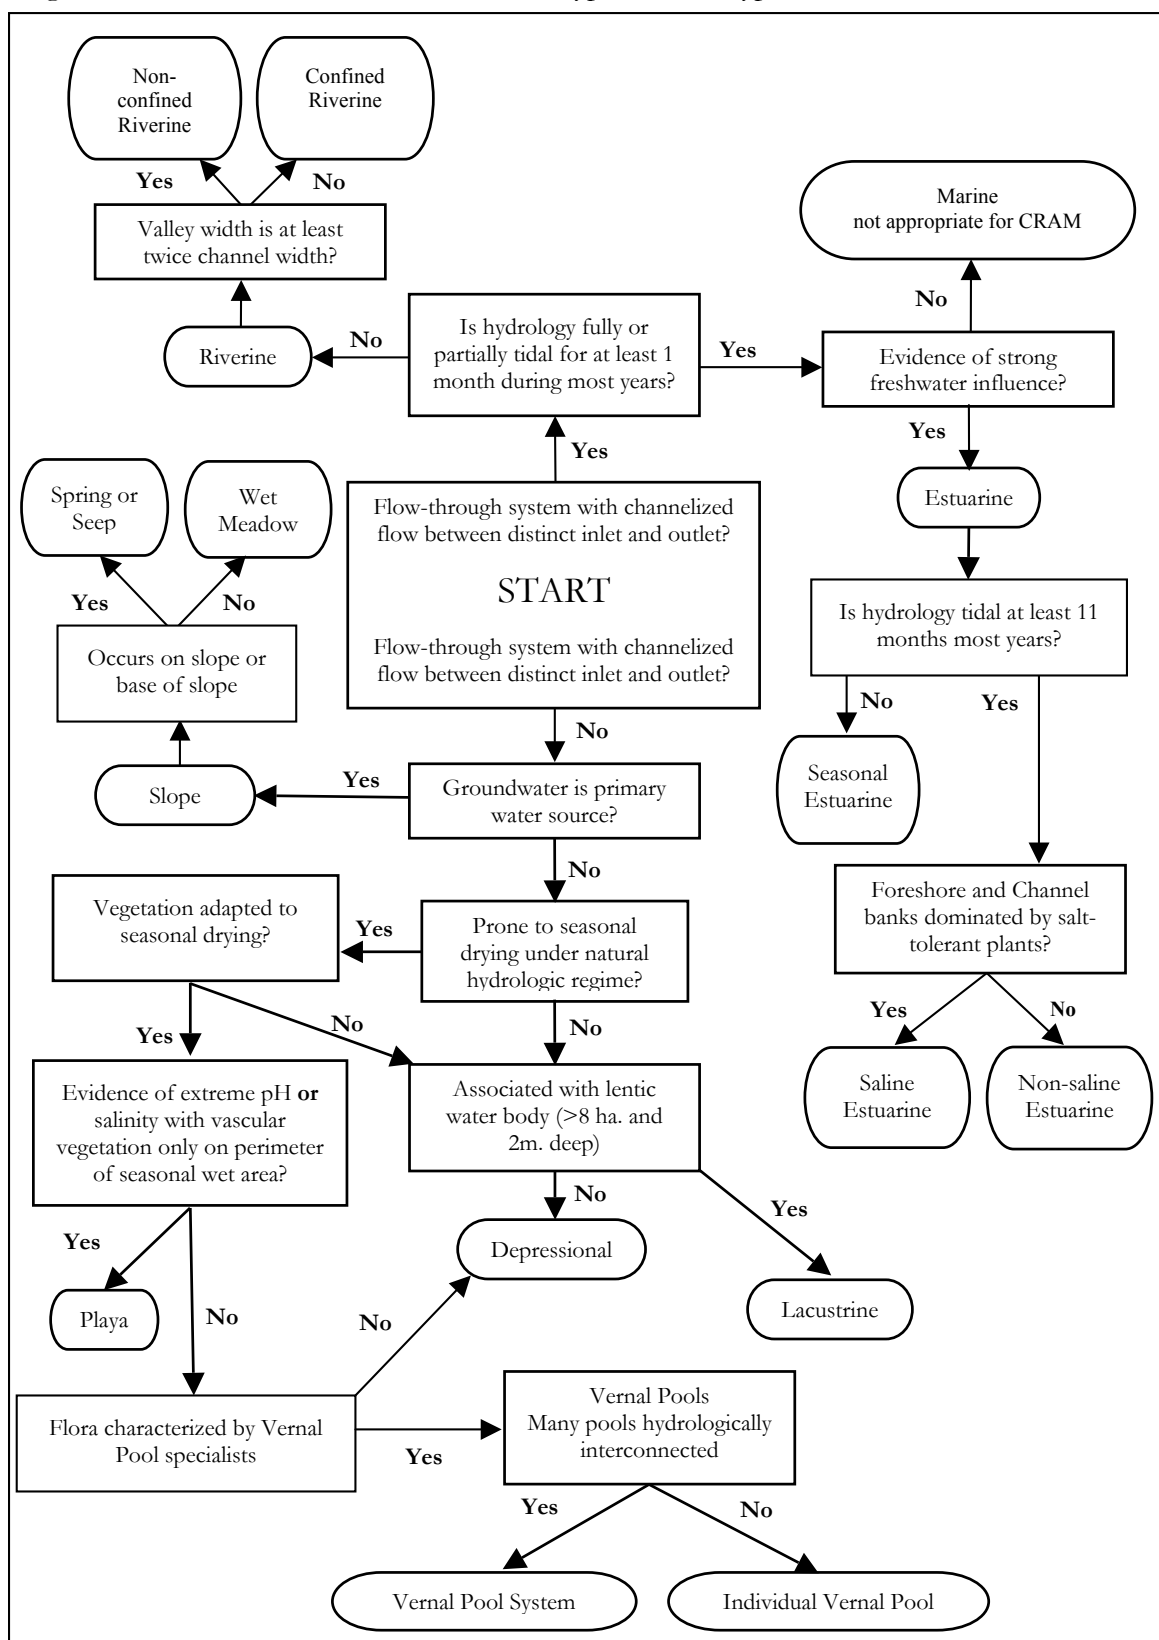 Non-
confined
Riverine
Confined
Riverine
Yes
No
Valley width is at least
twice channel width?
Marine
not appropriate for CRAM
No
Riverine
No
Is hydrology fully or
partially tidal for at least 1
month during most years?
Yes
Evidence of strong
freshwater influence?
Yes
Yes
Spring or
Seep
Wet
Meadow
Flow-through system with channelized
flow between distinct inlet and outlet?
START
Flow-through system with channelized
flow between distinct inlet and outlet?
Estuarine
Yes
No
Is hydrology tidal at least 11
months most years?
Occurs on slope or
base of slope
No
Yes
No
Slope
Yes
Groundwater is primary
water source?
Seasonal
Estuarine
No
Vegetation adapted to
seasonal drying?
Yes
Prone to seasonal
drying under natural
hydrologic regime?
Foreshore and Channel
banks dominated by salt-
tolerant plants?
Yes
No
No
Yes
No
Evidence of extreme pH or
salinity with vascular
vegetation only on perimeter
of seasonal wet area?
Associated with lentic
water body (>8 ha. and
2m. deep)
Saline
Estuarine
Non-saline
Estuarine
No
Yes
Yes
No
Depressional
Lacustrine
Playa
No
Flora characterized by Vernal
Pool specialists
Yes
Vernal Pools
Many pools hydrologically
interconnected
Yes
No
Vernal Pool System
Individual Vernal Pool